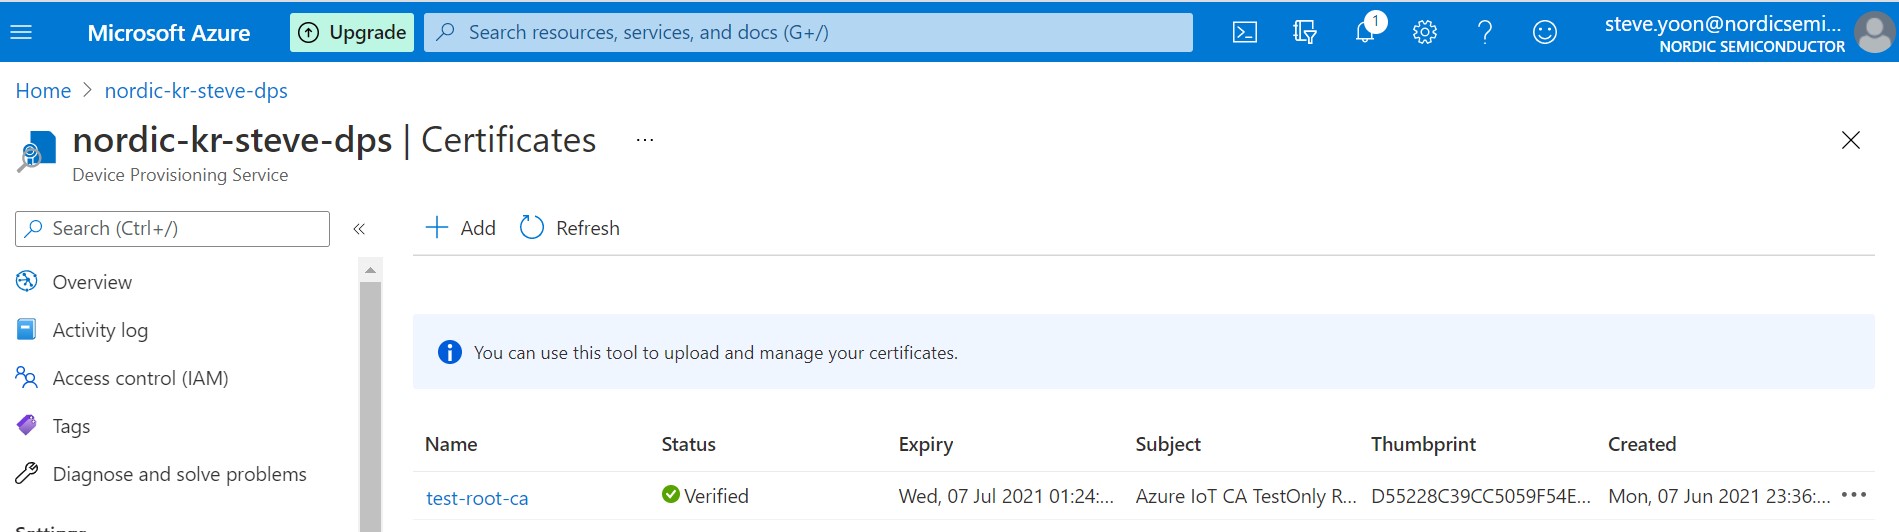 Microsoft Azure
Upgrade
Search resources, services, and docs (G+/)
1
steve.yoon@nordicsemi...
NORDIC SEMICONDUCTOR
Home > nordic-kr-steve-dps
nordic-kr-steve-dps | Certificates ...
Device Provisioning Service
Search (Ctrl+/)
Add
Refresh
Overview
Activity log
Access control (IAM)
Tags
Diagnose and solve problems
Settings
You can use this tool to upload and manage your certificates.
Name Status Expiry Subject Thumbprint Created
test-root-ca Verified Wed, 07 Jul 2021 01:24:... Azure IoT CA TestOnly R... D55228C39CC5059F54E... Mon, 07 Jun 2021 23:36:...